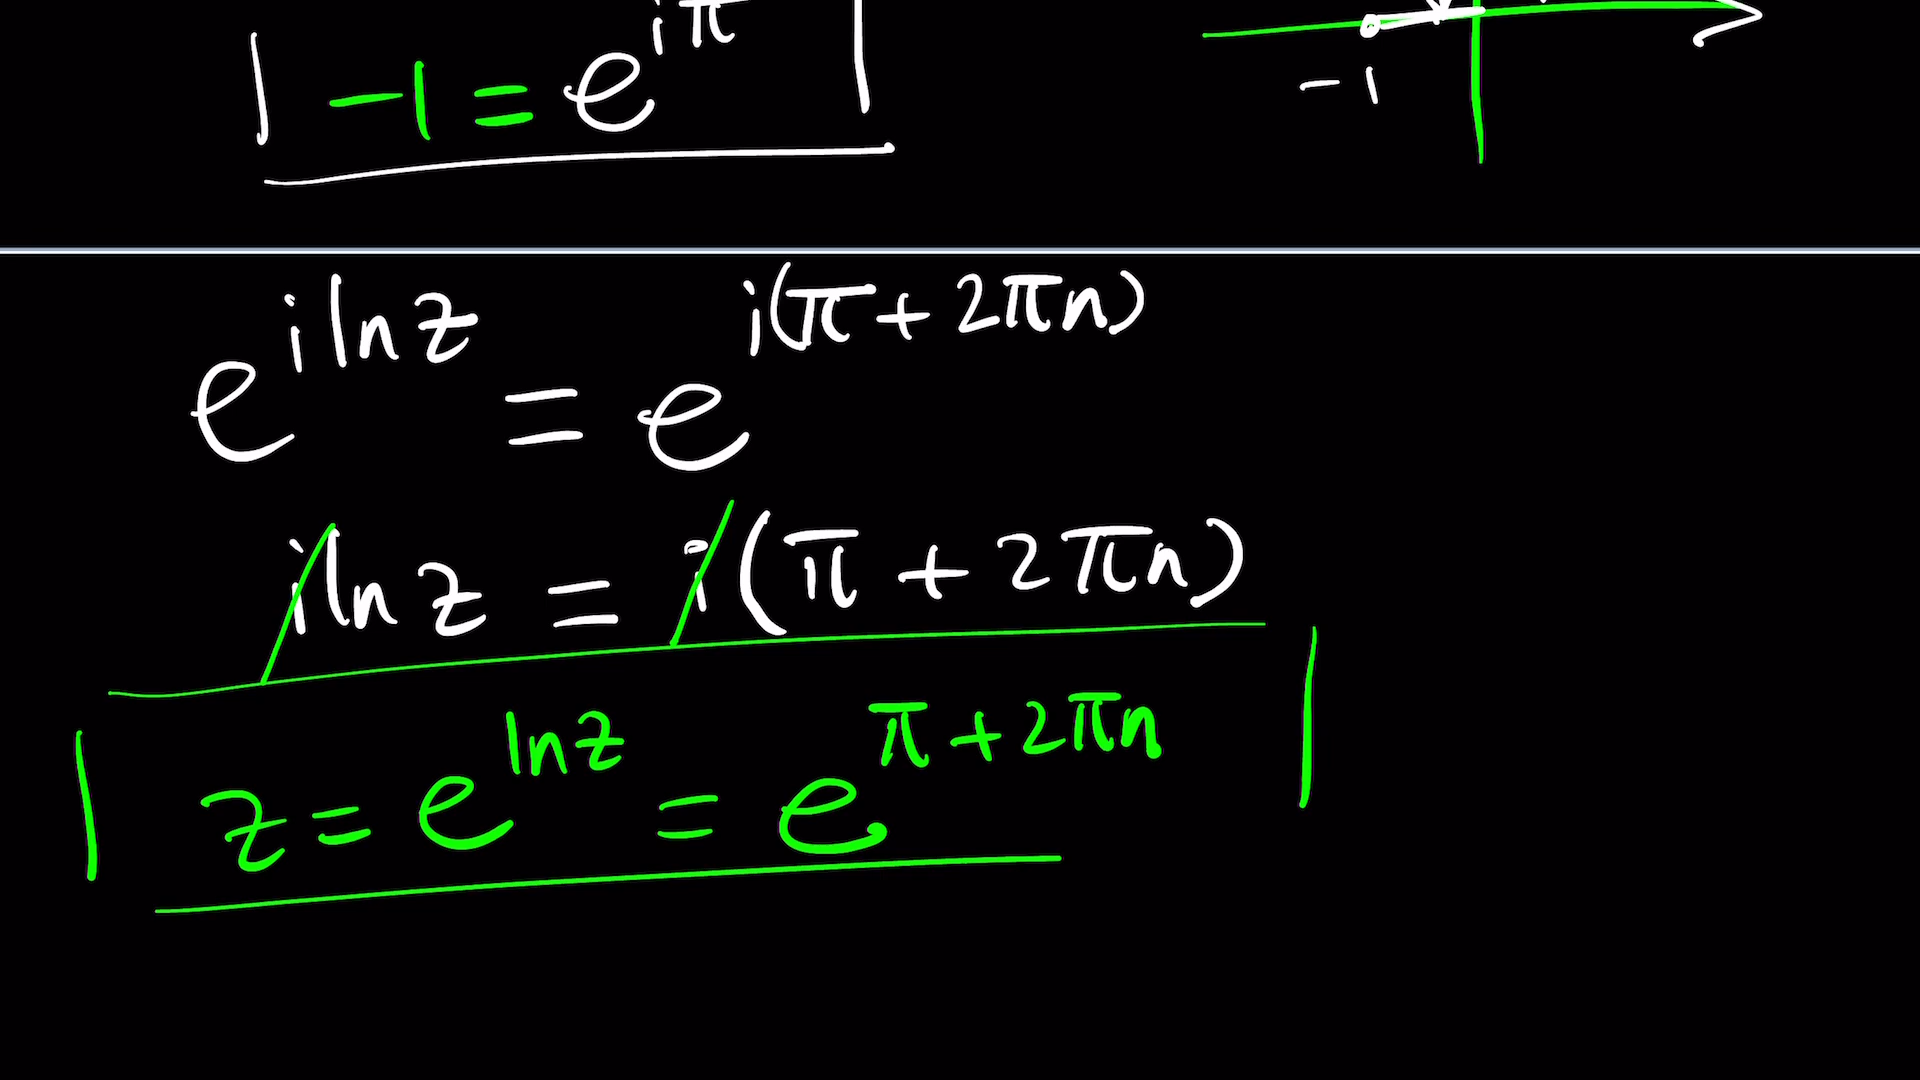 -1 = e^{iπ}
-1
e^{i ln z} = e^{i(π + 2πn)}
i ln z = i(π + 2πn)
z = e^{ln z} = e^{π + 2πn}